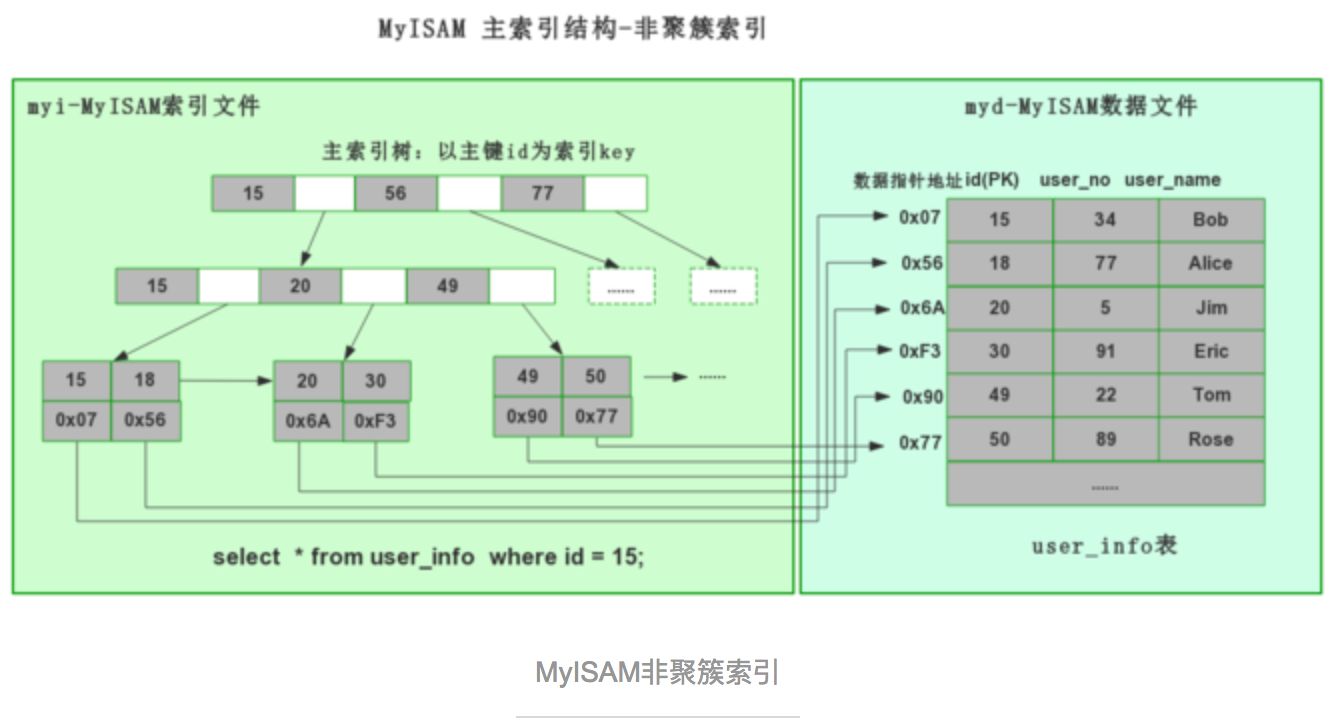 MyISAM 主索引结构-非聚簇索引
myi-MyISAM索引文件
主索引树：以主键id为索引key
15 56 77
15 20 49 ...... ......
15 18 20 30 49 50 ......
0x07 0x56 0x6A 0xF3 0x90 0x77
select * from user_info where id = 15;
myd-MyISAM数据文件
数据指针地址 id(PK) user_no user_name
0x07 15 34 Bob
0x56 18 77 Alice
0x6A 20 5 Jim
0xF3 30 91 Eric
0x90 49 22 Tom
0x77 50 89 Rose
......
user_info表
MyISAM非聚簇索引